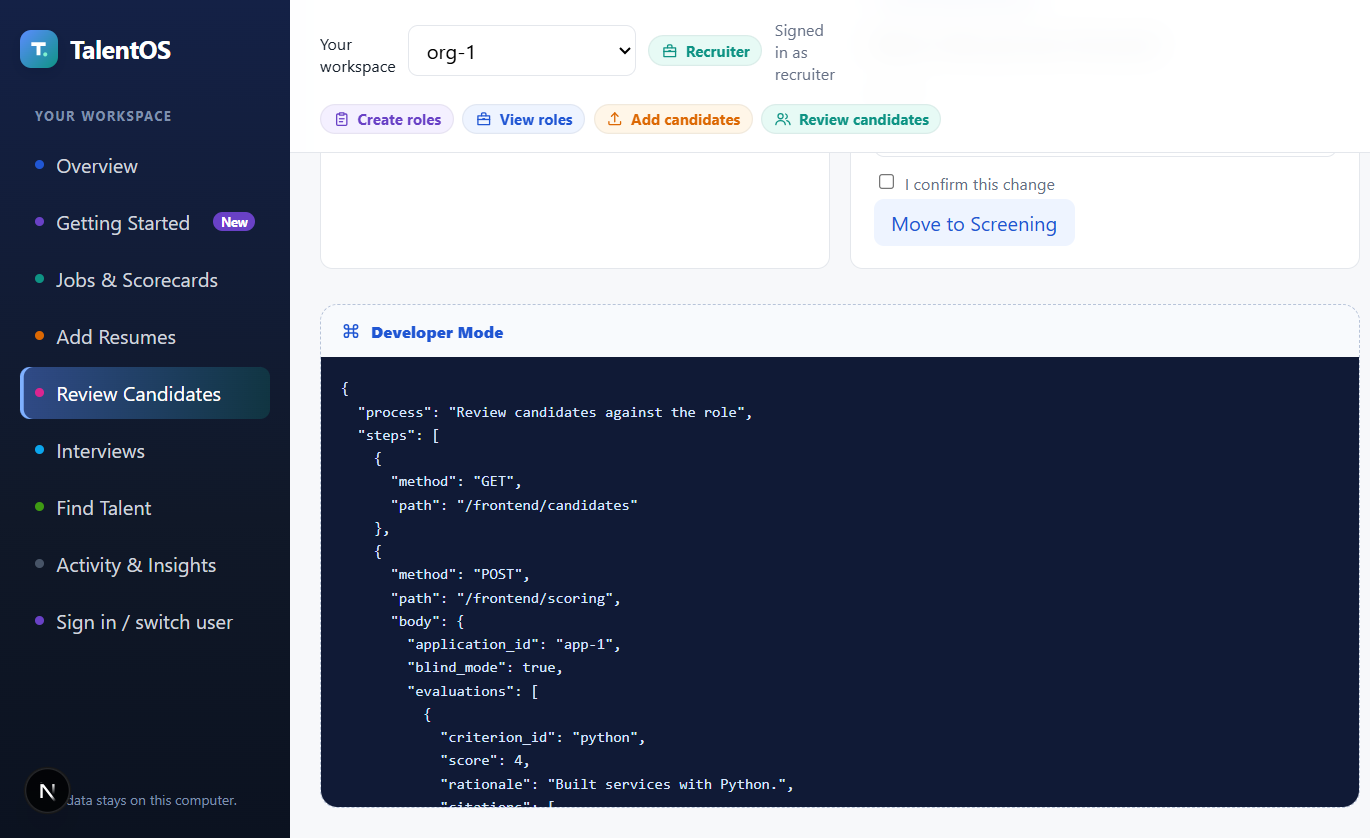 T.
TalentOS
YOUR WORKSPACE
Overview
Getting Started
New
Jobs & Scorecards
Add Resumes
Review Candidates
Interviews
Find Talent
Activity & Insights
Sign in / switch user
N
data stays on this computer.
Your
workspace
org-1
Recruiter
Signed
in as
recruiter
Create roles
View roles
Add candidates
Review candidates
I confirm this change
Move to Screening
⌘ Developer Mode
{
"process": "Review candidates against the role",
"steps": [
{
"method": "GET",
"path": "/frontend/candidates"
},
{
"method": "POST",
"path": "/frontend/scoring",
"body": {
"application_id": "app-1",
"blind_mode": true,
"evaluations": [
{
"criterion_id": "python",
"score": 4,
"rationale": "Built services with Python.",
"citations": [